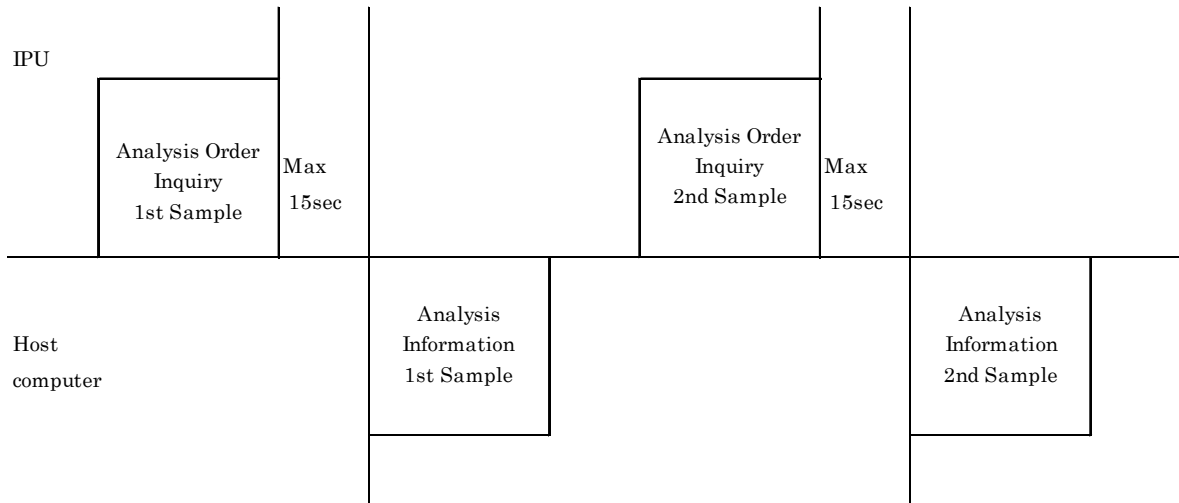 IPU
Analysis Order
Inquiry
1st Sample
Max
15sec
Analysis Order
Inquiry
2nd Sample
Max
15sec
Host
computer
Analysis
Information
1st Sample
Analysis
Information
2nd Sample